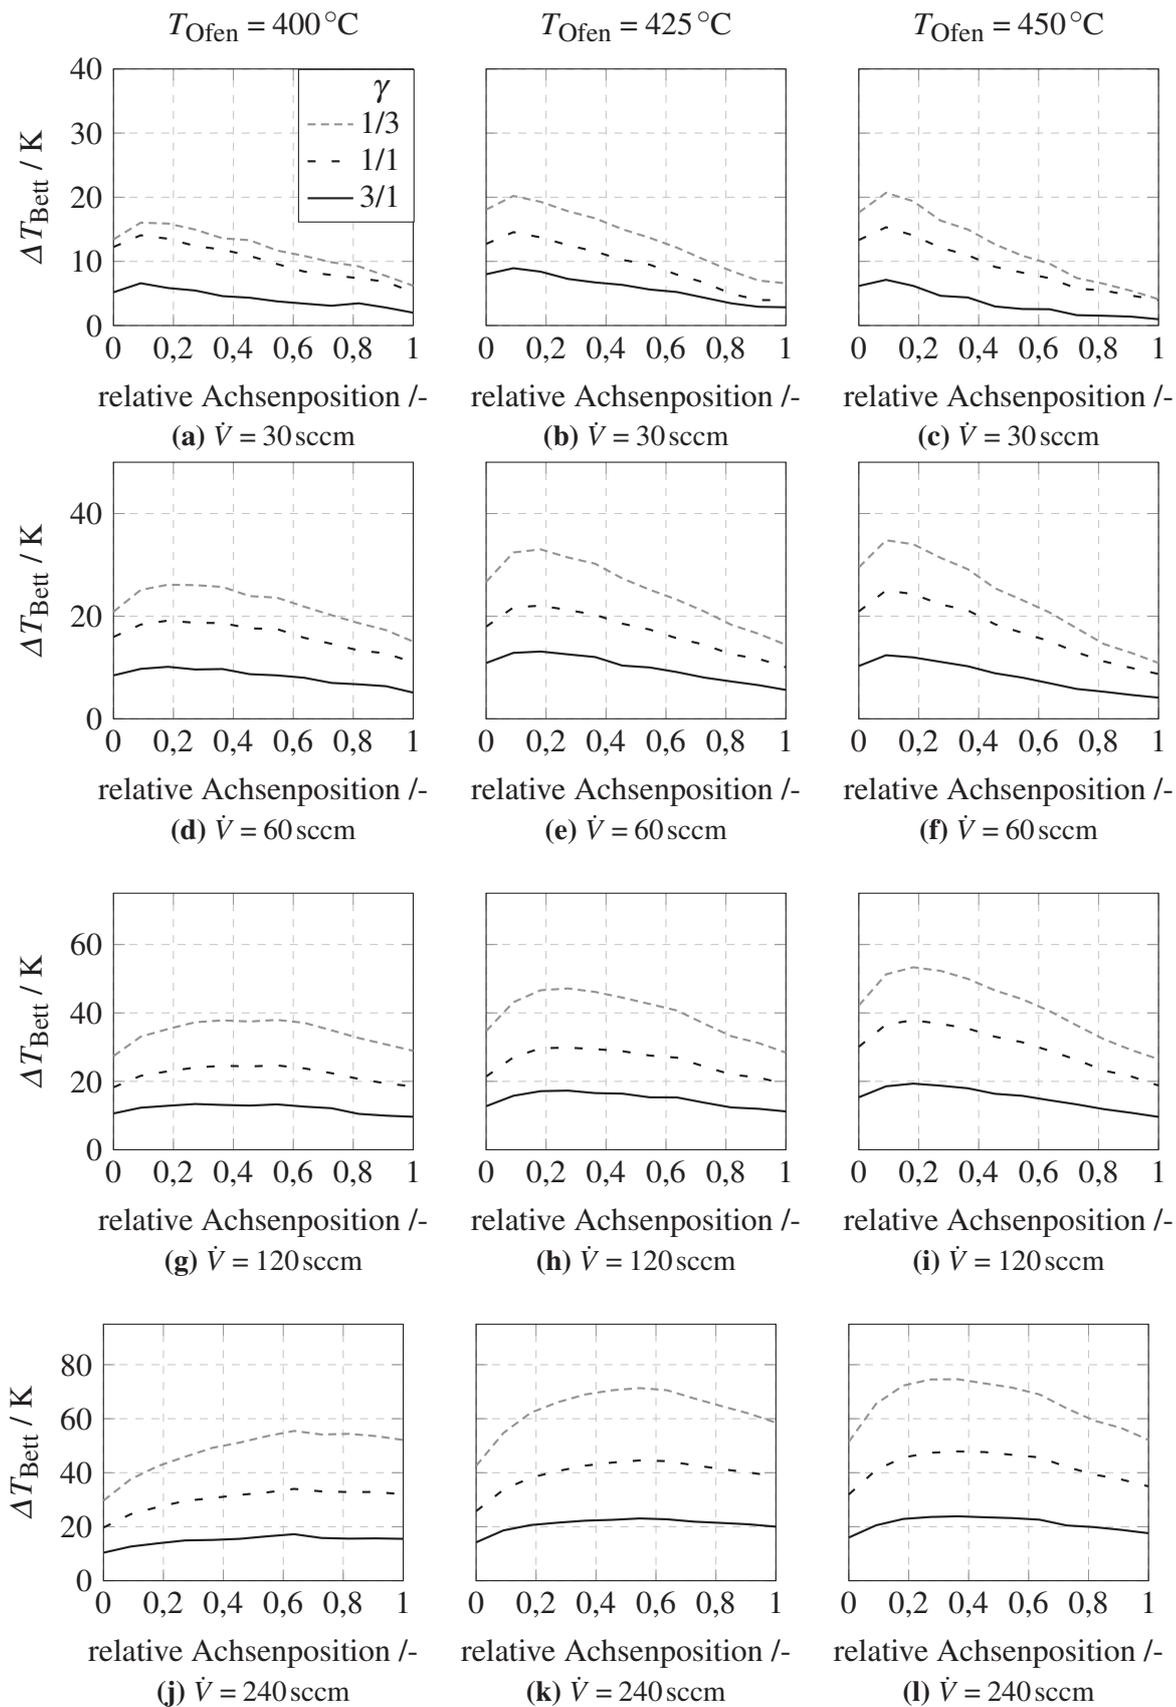 T_Ofen = 400 °C T_Ofen = 425 °C T_Ofen = 450 °C
ΔT_Bett / K
40
30
20
10
0
γ
1/3
1/1
3/1
0 0,2 0,4 0,6 0,8 1
0 0,2 0,4 0,6 0,8 1
0 0,2 0,4 0,6 0,8 1
relative Achsenposition /- relative Achsenposition /- relative Achsenposition /-
(a) V̇ = 30 sccm (b) V̇ = 30 sccm (c) V̇ = 30 sccm
ΔT_Bett / K
40
20
0
0 0,2 0,4 0,6 0,8 1
0 0,2 0,4 0,6 0,8 1
0 0,2 0,4 0,6 0,8 1
relative Achsenposition /- relative Achsenposition /- relative Achsenposition /-
(d) V̇ = 60 sccm (e) V̇ = 60 sccm (f) V̇ = 60 sccm
ΔT_Bett / K
60
40
20
0
0 0,2 0,4 0,6 0,8 1
0 0,2 0,4 0,6 0,8 1
0 0,2 0,4 0,6 0,8 1
relative Achsenposition /- relative Achsenposition /- relative Achsenposition /-
(g) V̇ = 120 sccm (h) V̇ = 120 sccm (i) V̇ = 120 sccm
ΔT_Bett / K
80
60
40
20
0
0 0,2 0,4 0,6 0,8 1
0 0,2 0,4 0,6 0,8 1
0 0,2 0,4 0,6 0,8 1
relative Achsenposition /- relative Achsenposition /- relative Achsenposition /-
(j) V̇ = 240 sccm (k) V̇ = 240 sccm (l) V̇ = 240 sccm